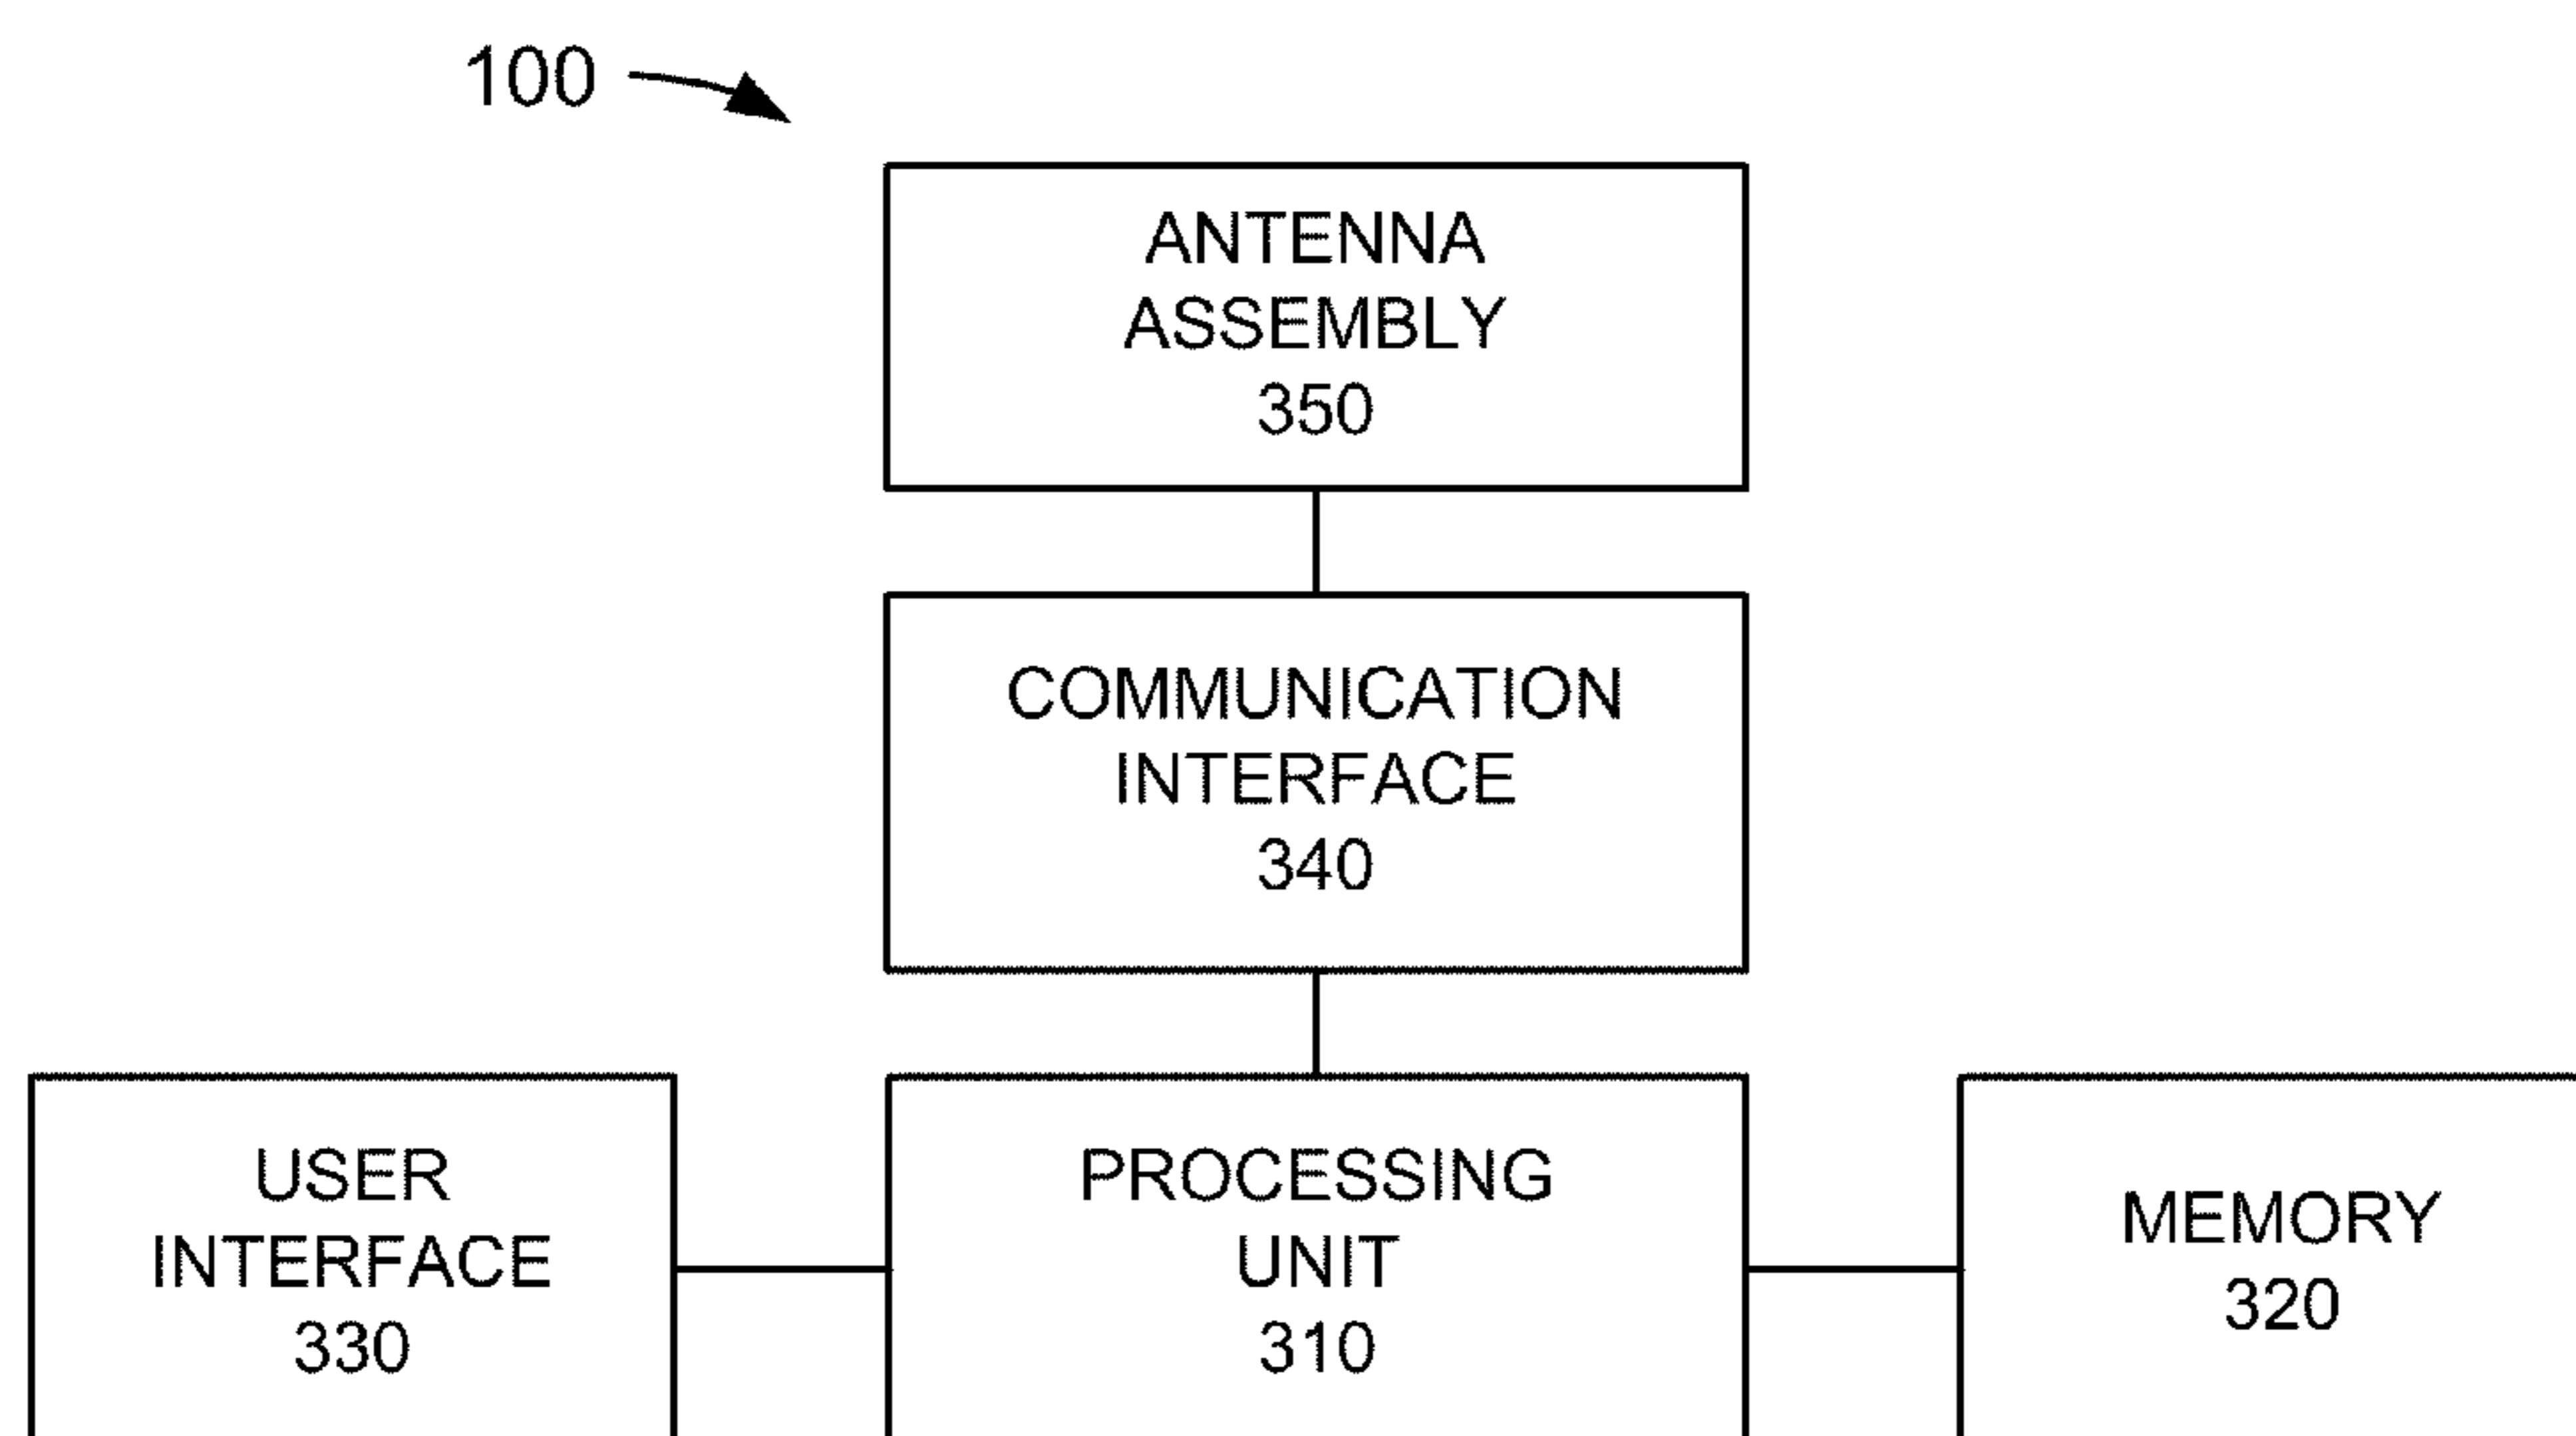 100
ANTENNA
ASSEMBLY
350
COMMUNICATION
INTERFACE
340
USER
INTERFACE
330
PROCESSING
UNIT
310
MEMORY
320